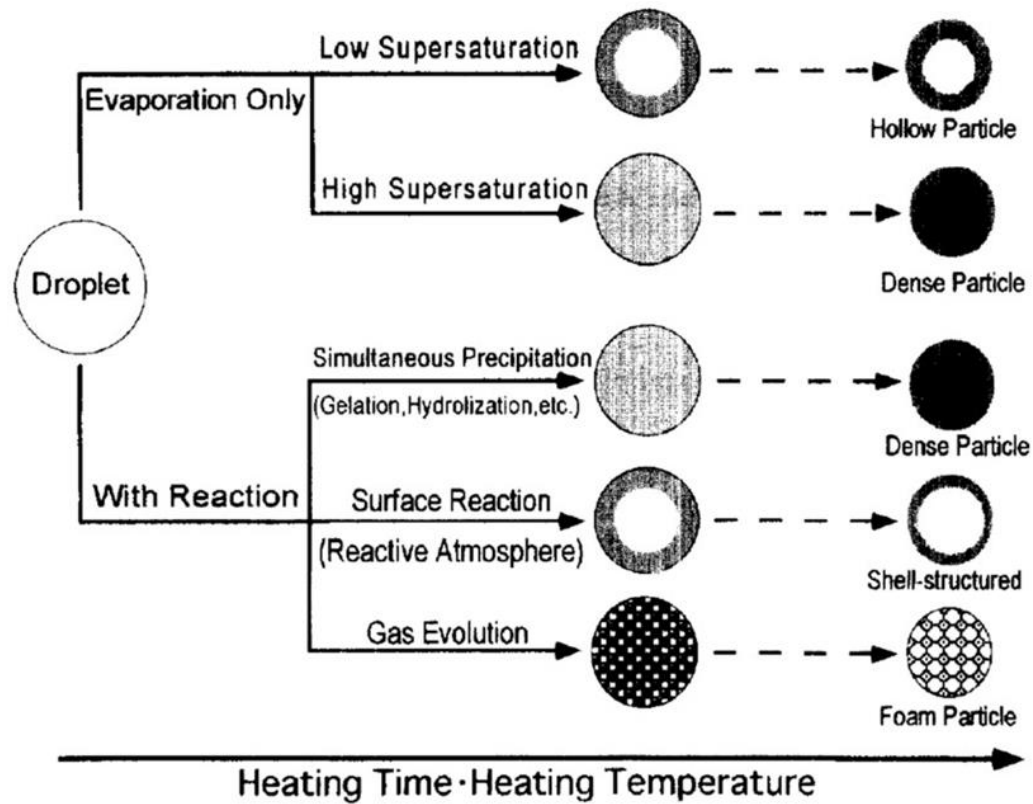 Low Supersaturation
Evaporation Only
Hollow Particle
High Supersaturation
Droplet
Dense Particle
Simultaneous Precipitation
(Gelation,Hydrolization,etc.)
Dense Particle
With Reaction
Surface Reaction
(Reactive Atmosphere)
Shell-structured
Gas Evolution
Foam Particle
Heating Time·Heating Temperature